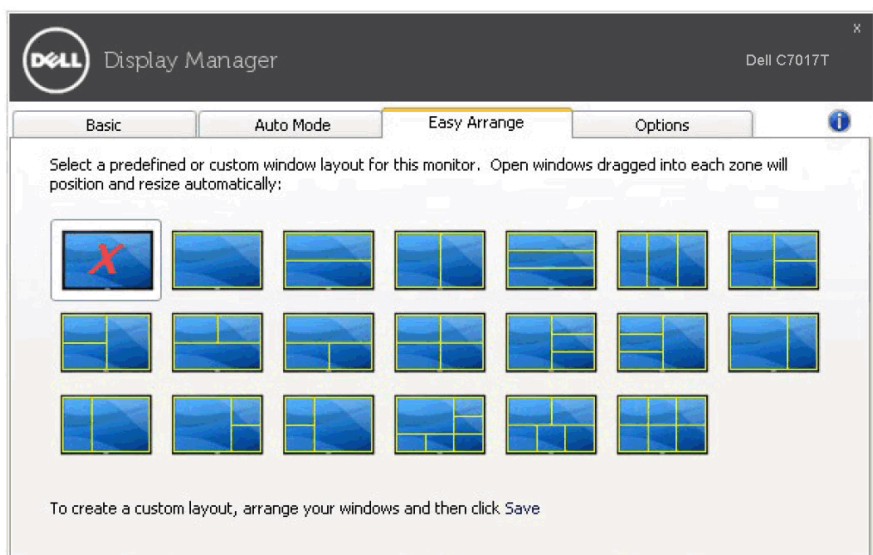 x
DELL
Display Manager
Dell C7017T
Basic
Auto Mode
Easy Arrange
Options
i
Select a predefined or custom window layout for this monitor. Open windows dragged into each zone will
position and resize automatically:
X
To create a custom layout, arrange your windows and then click Save